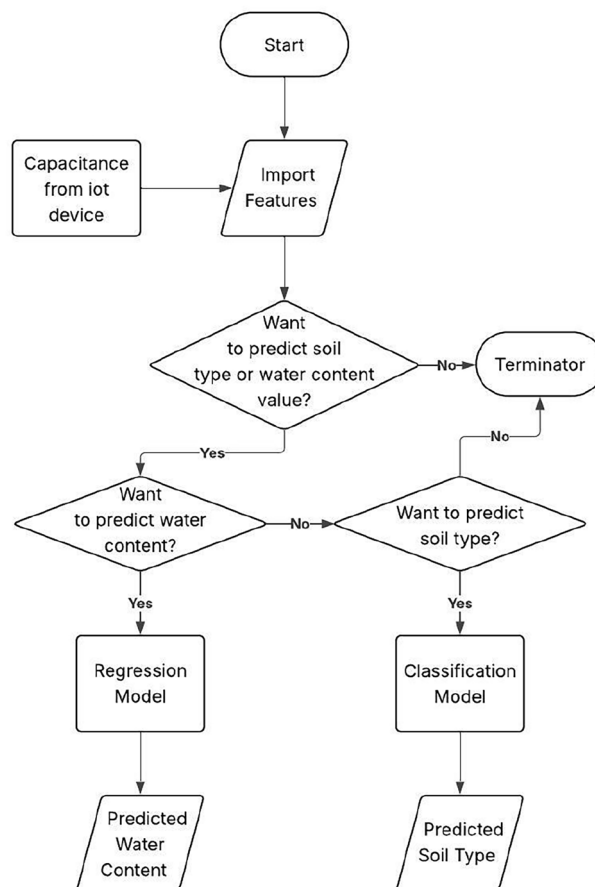 Start
Capacitance
from iot
device
Import
Features
Want
to predict soil
type or water content
value?
No
Terminator
Yes
No
Want
to predict water
content?
No
Want to predict
soil type?
Yes
Yes
Regression
Model
Classification
Model
Predicted
Water
Content
Predicted
Soil Type